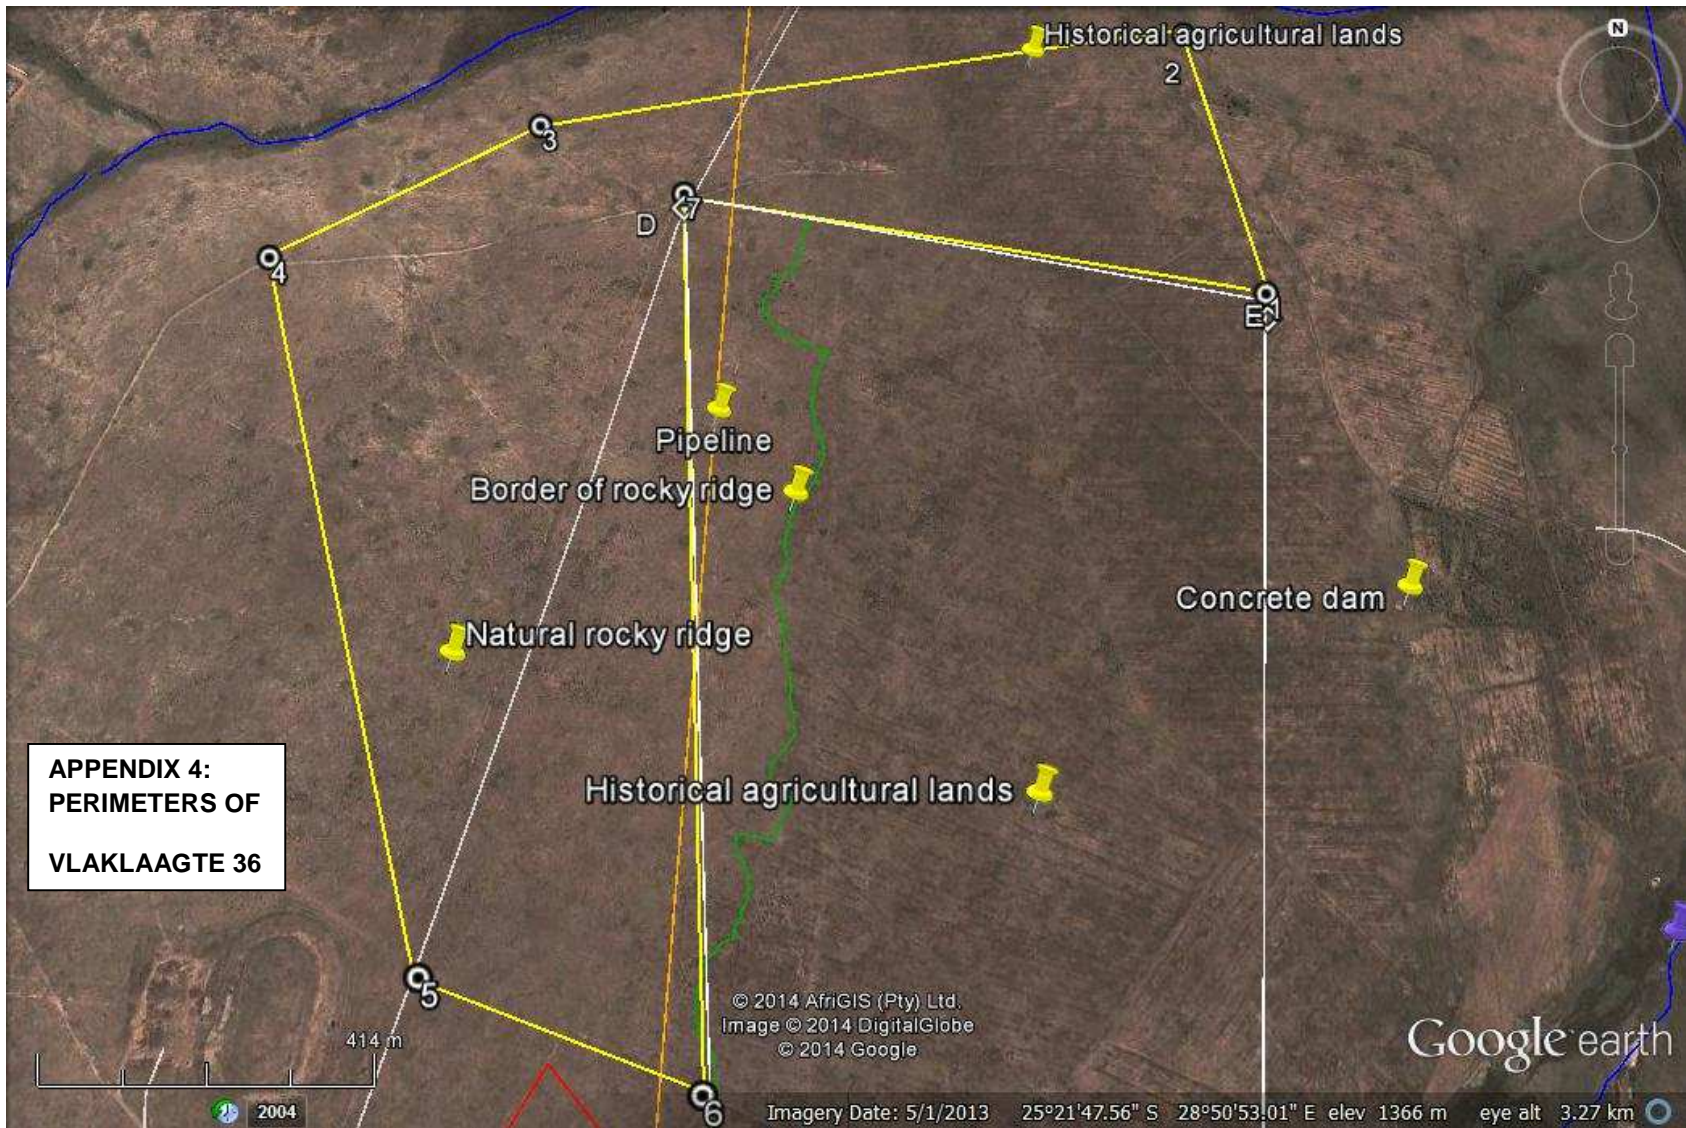 N
Historical agricultural lands
2
3
7
D
4
1
E
Pipeline
Border of rocky ridge
Concrete dam
Natural rocky ridge
APPENDIX 4:
PERIMETERS OF
VLAKLAAGTE 36
Historical agricultural lands
5
© 2014 AfriGIS (Pty) Ltd.
Image © 2014 DigitalGlobe
© 2014 Google
Google earth
414 m
6
2004
Imagery Date: 5/1/2013 25°21'47.56" S 28°50'53.01" E elev 1366 m eye alt 3.27 km